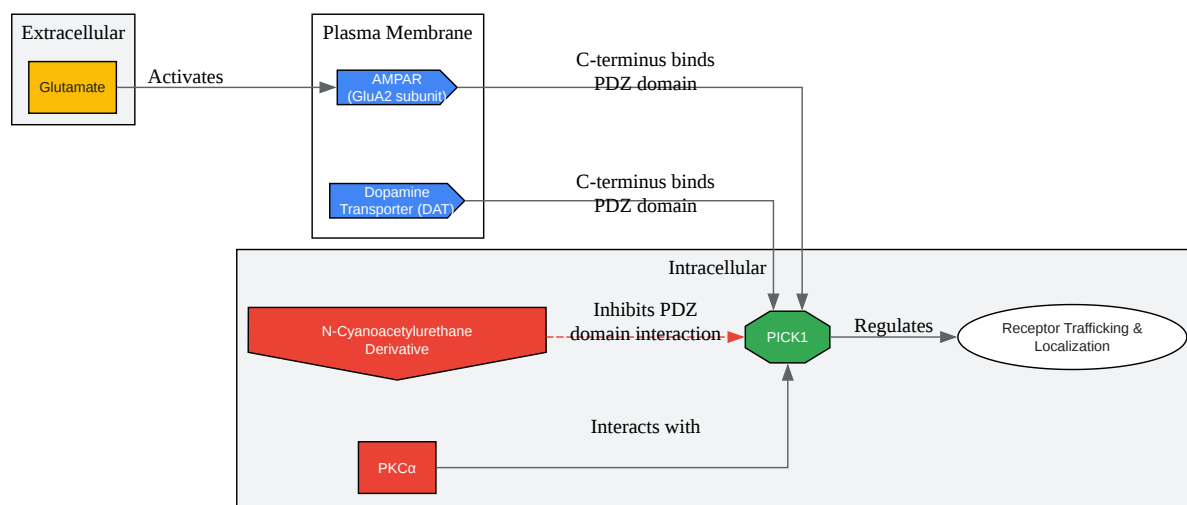 Extracellular
Glutamate
Activates
Plasma Membrane
AMPAR
(GluA2 subunit)
C-terminus binds
PDZ domain
Dopamine
Transporter (DAT)
C-terminus binds
PDZ domain
Intracellular
N-Cyanoacetylurethane
Derivative
Inhibits PDZ
domain interaction
PICK1
Regulates
Receptor Trafficking &
Localization
Interacts with
PKCα